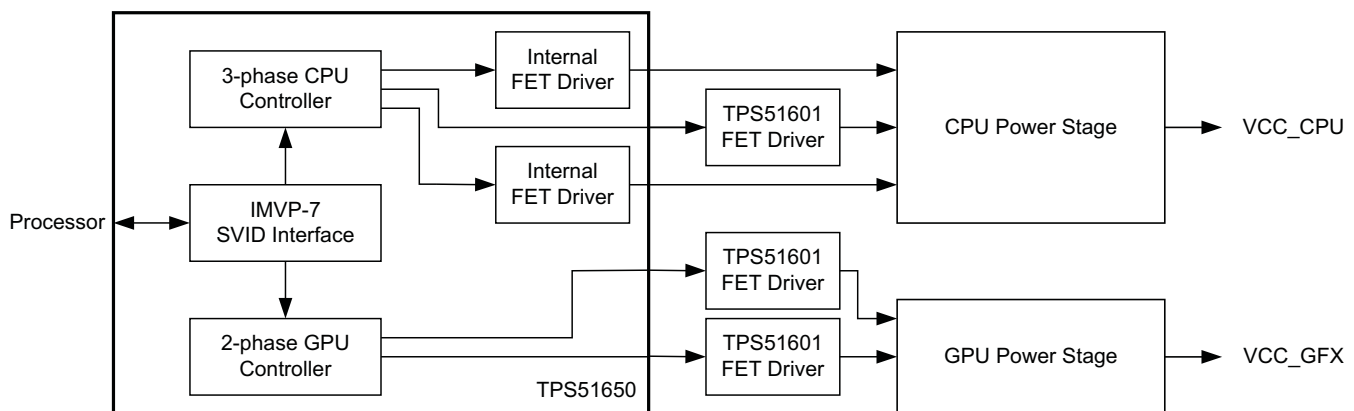 3-phase CPU
Controller
Internal
FET Driver
TPS51601
FET Driver
Internal
FET Driver
CPU Power Stage
VCC_CPU
Processor
IMVP-7
SVID Interface
TPS51601
FET Driver
2-phase GPU
Controller
TPS51601
FET Driver
GPU Power Stage
VCC_GFX
TPS51650